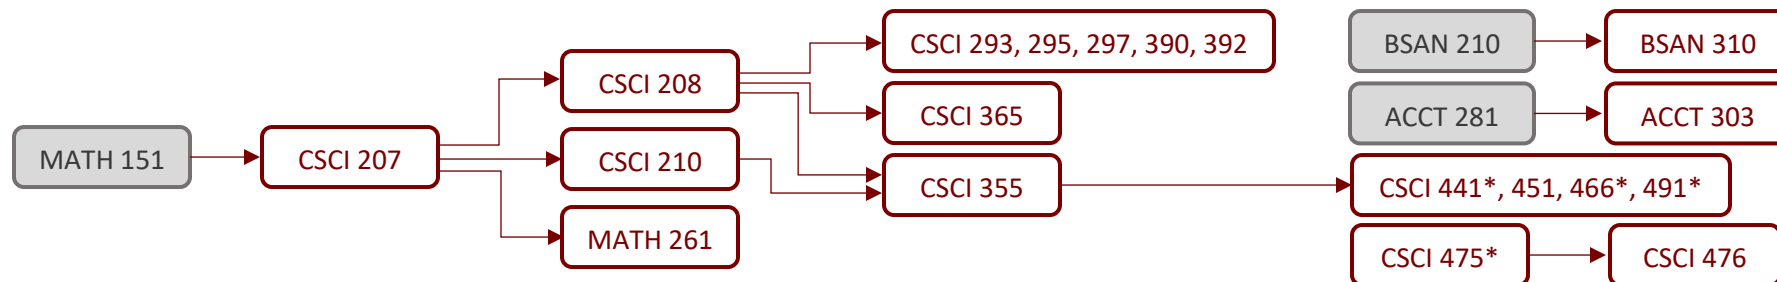 CSCI 293, 295, 297, 390, 392
BSAN 210
BSAN 310
CSCI 208
CSCI 365
ACCT 281
ACCT 303
MATH 151
CSCI 207
CSCI 210
CSCI 355
CSCI 441*, 451, 466*, 491*
MATH 261
CSCI 475*
CSCI 476